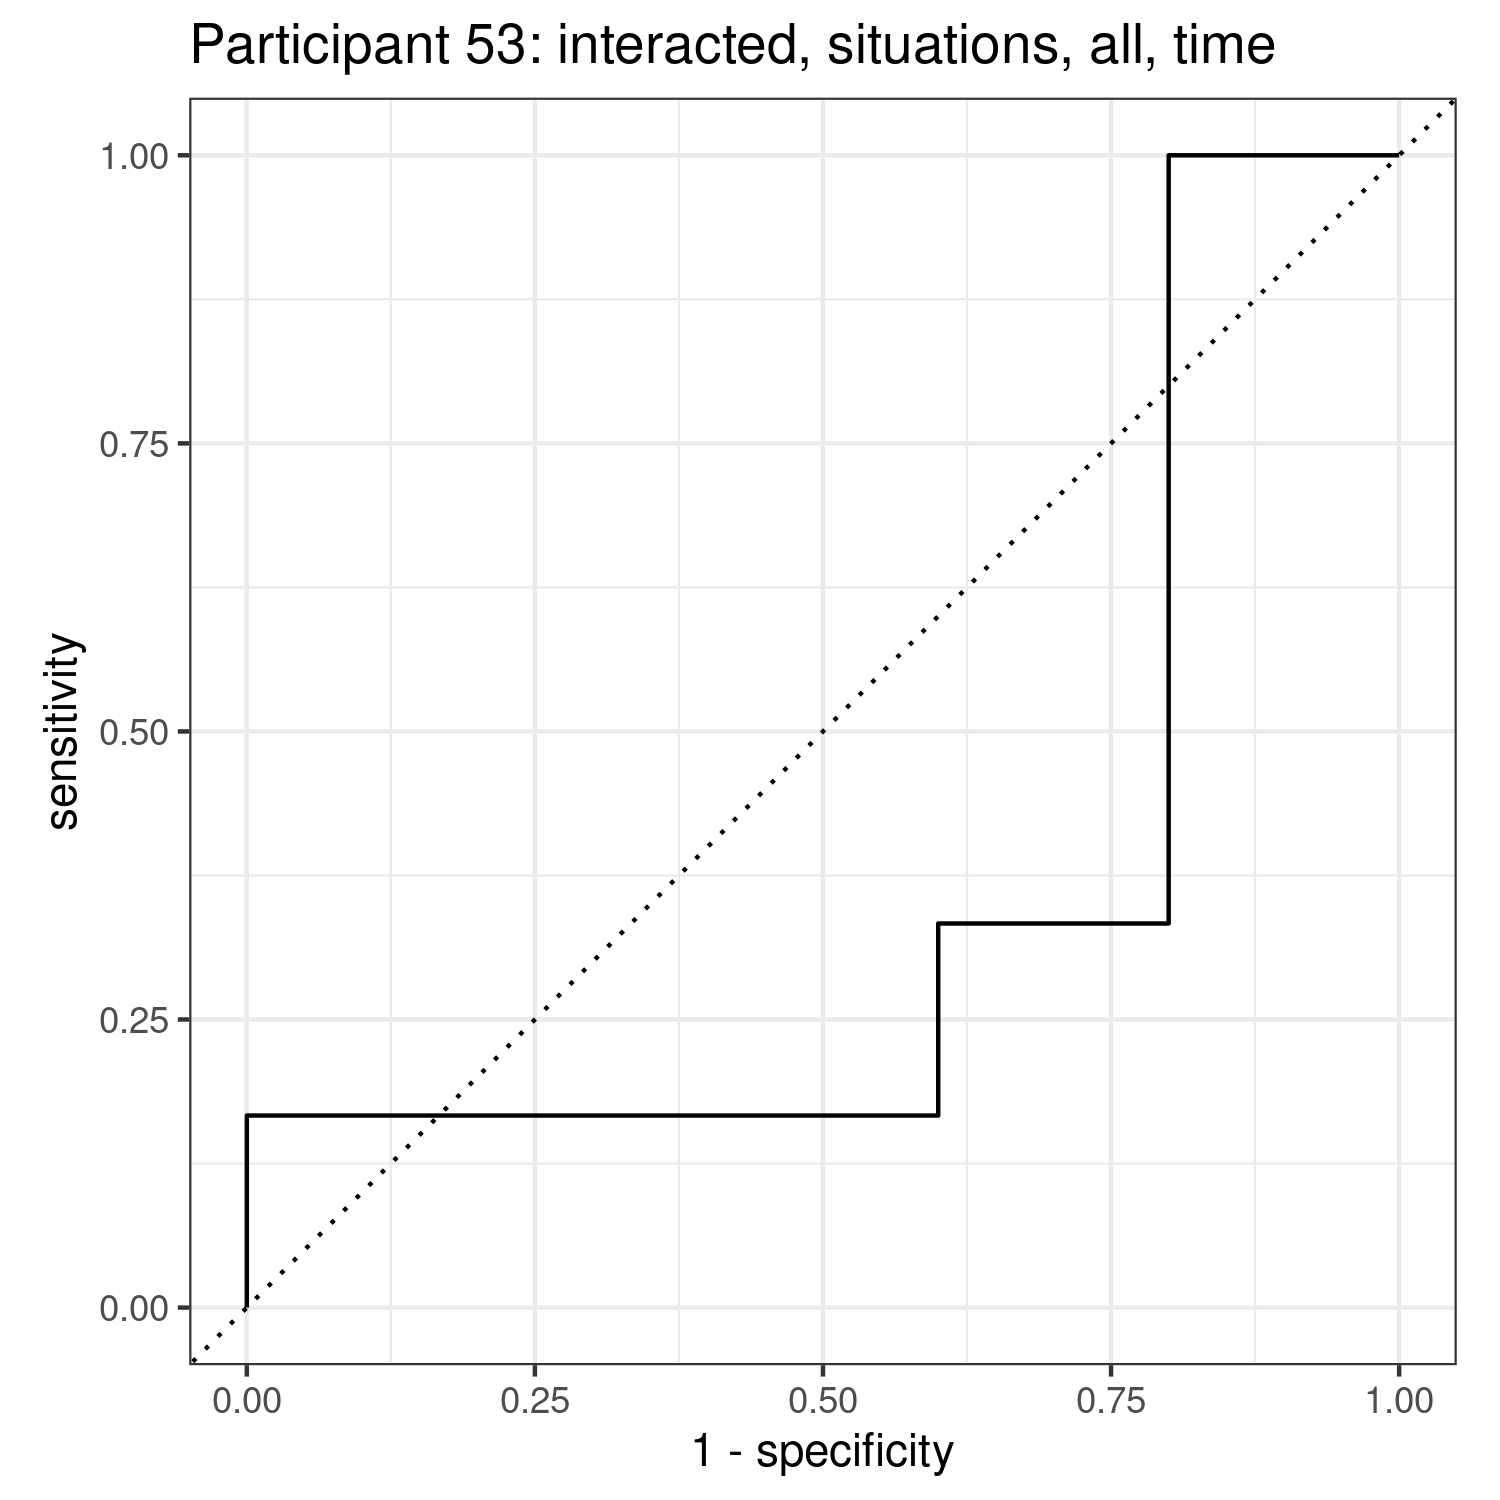 Participant 53: interacted, situations, all, time
1.00
0.75
0.50
0.25
0.00
sensitivity
0.00 0.25 0.50 0.75 1.00
1 - specificity